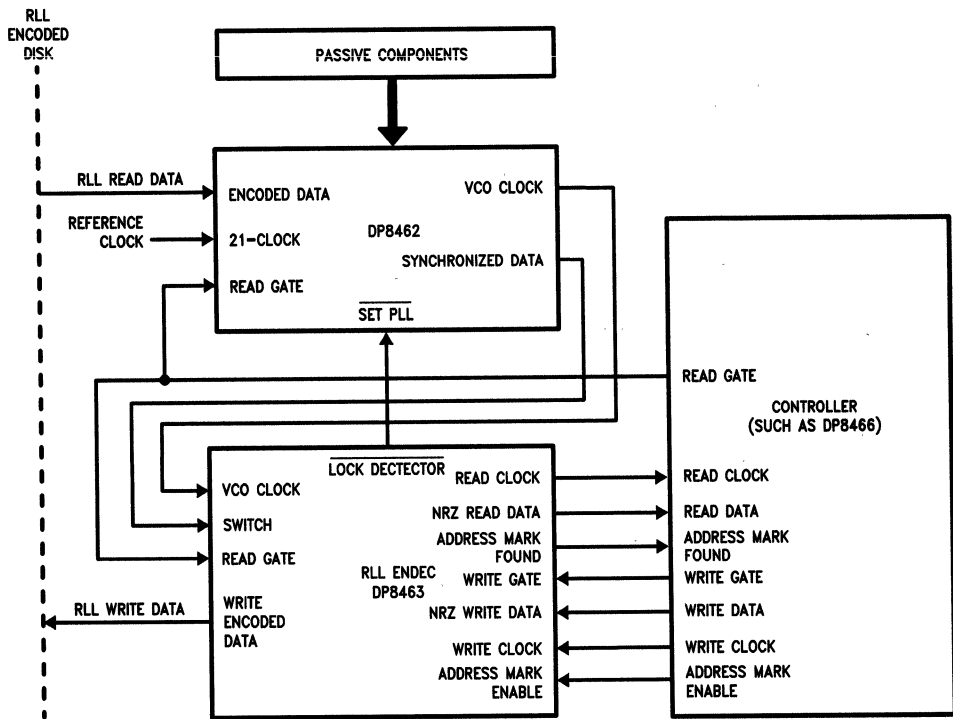 RLL
ENCODED
DISK
PASSIVE COMPONENTS
RLL READ DATA
REFERENCE
CLOCK
ENCODED DATA
21-CLOCK
READ GATE
DP8462
VCO CLOCK
SYNCHRONIZED DATA
SET PLL
READ GATE
CONTROLLER
(SUCH AS DP8466)
READ CLOCK
READ DATA
ADDRESS MARK
FOUND
WRITE GATE
WRITE DATA
WRITE CLOCK
ADDRESS MARK
ENABLE
LOCK DECTECTOR
VCO CLOCK
SWITCH
READ GATE
WRITE
ENCODED
DATA
RLL ENDEC
DP8463
READ CLOCK
NRZ READ DATA
ADDRESS MARK
FOUND
WRITE GATE
NRZ WRITE DATA
WRITE CLOCK
ADDRESS MARK
ENABLE
RLL WRITE DATA